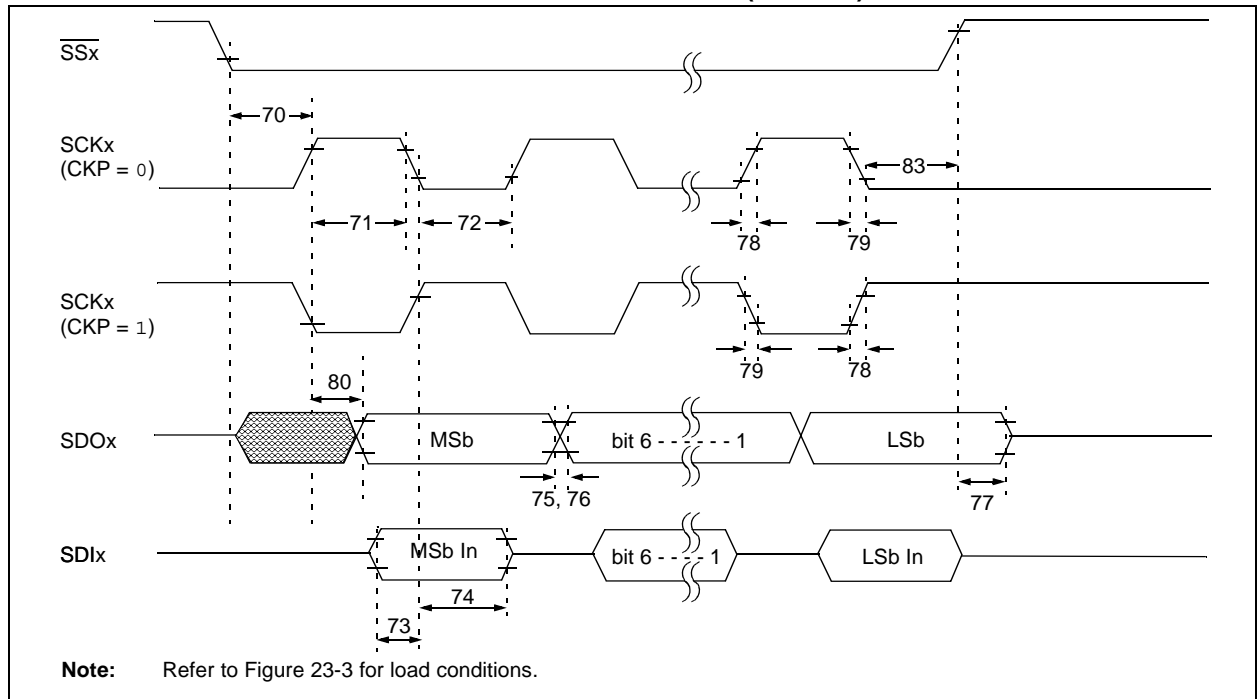 SSx
70
SCKx
(CKP = 0)
83
71
72
78
79
SCKx
(CKP = 1)
79
78
80
SDOx
MSb
bit 6 - - - - - - 1
LSb
75, 76
77
SDIx
MSb In
bit 6 - - - - 1
LSb In
74
73
Note: Refer to Figure 23-3 for load conditions.